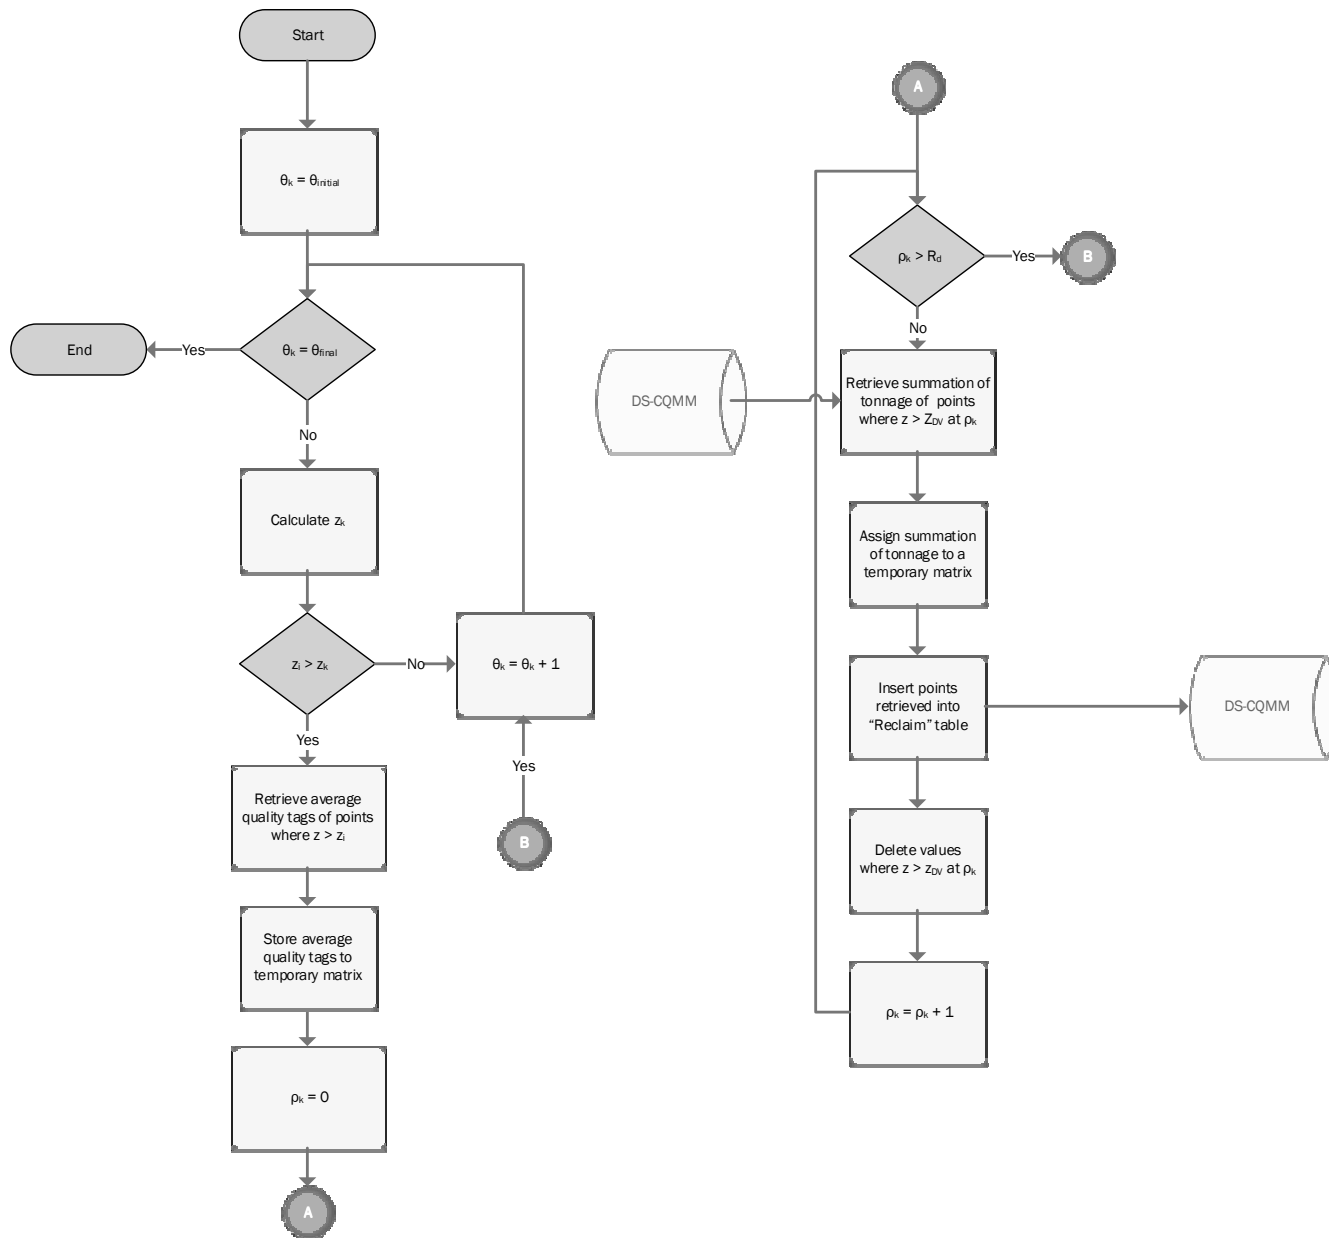 Start
θk = θinitial
θk = θfinal
Yes
End
No
Calculate zk
zi > zk
No
θk = θk + 1
Yes
Retrieve average
quality tags of points
where z > zi
Yes
B
Store average
quality tags to
temporary matrix
ρk = 0
A
A
ρk > Rd
Yes
B
No
DS-CQMM
Retrieve summation of
tonnage of points
where z > ZDV at ρk
Assign summation
of tonnage to a
temporary matrix
Insert points
retrieved into
“Reclaim” table
DS-CQMM
Delete values
where z > zDV at ρk
ρk = ρk + 1